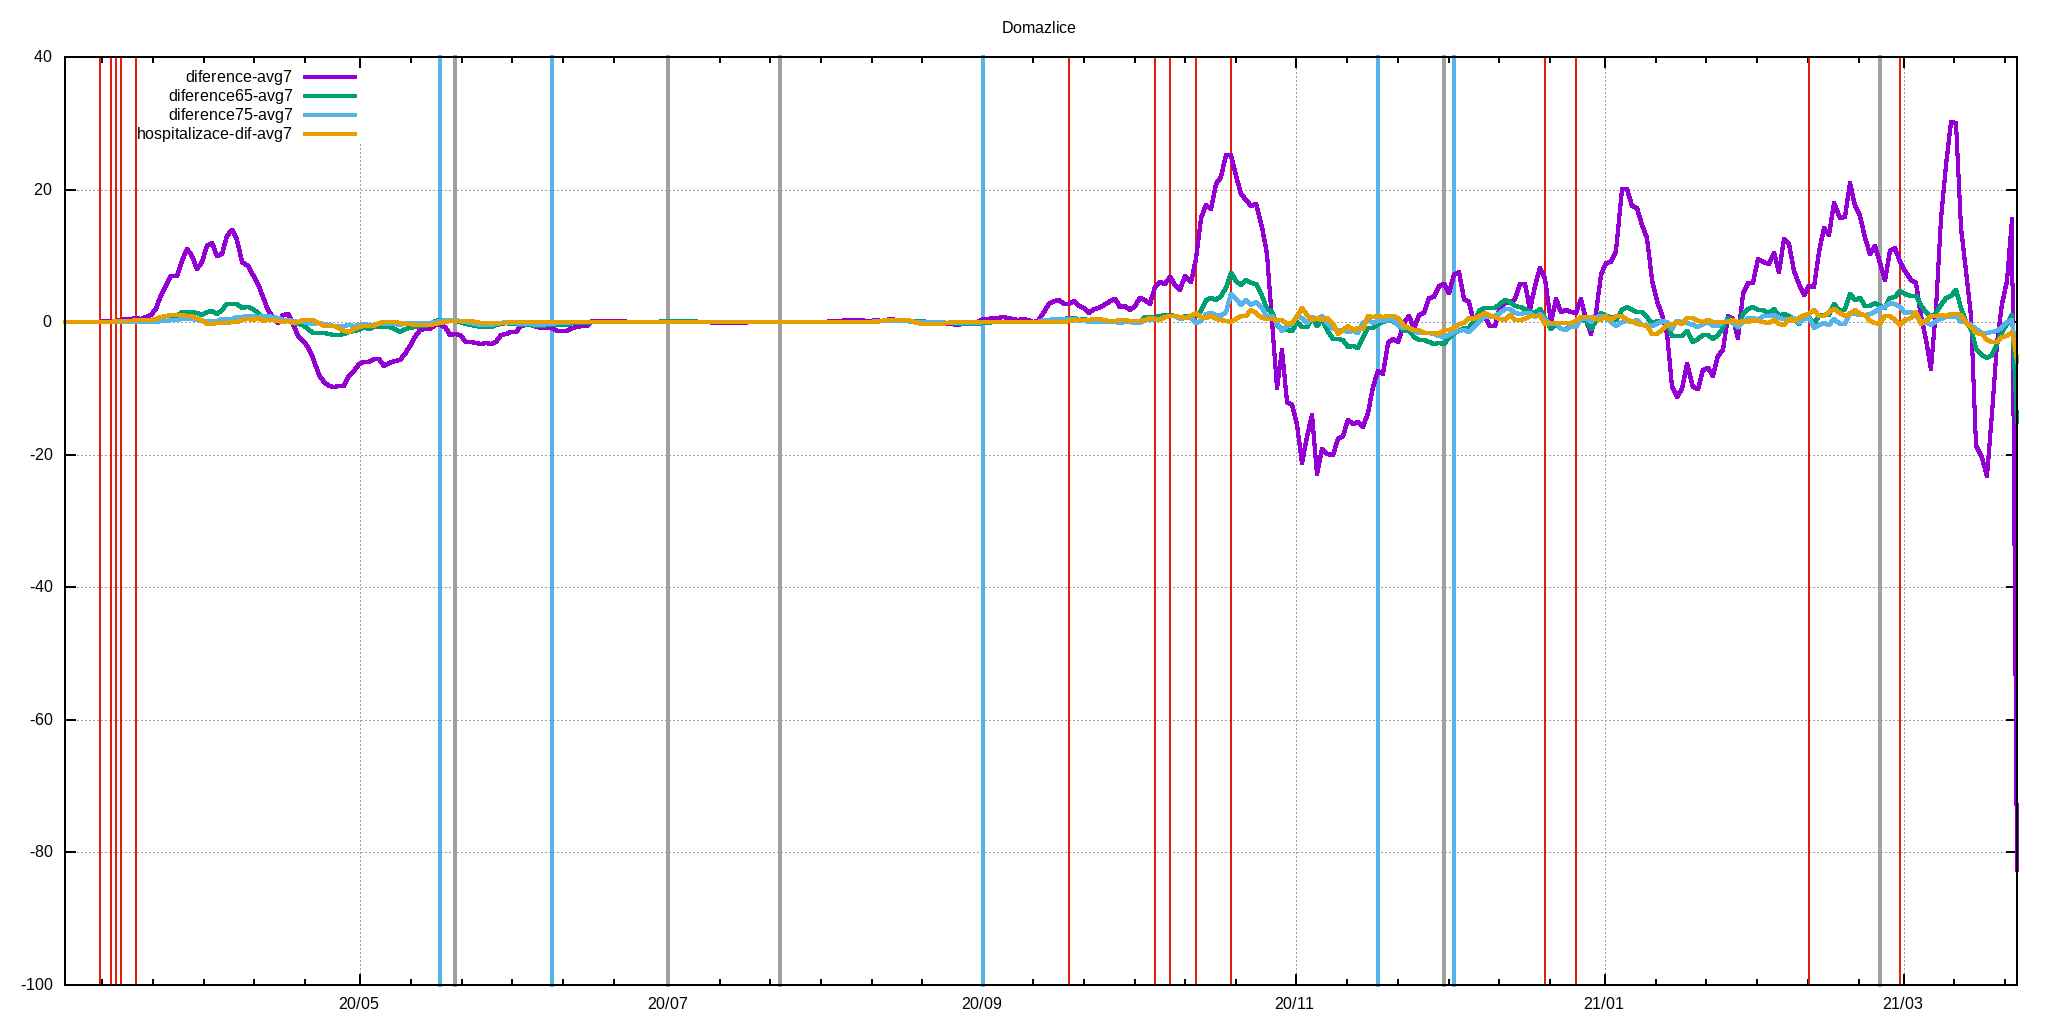 Domazlice
40
diference-avg7
diference65-avg7
diference75-avg7
hospitalizace-dif-avg7
20
0
-20
-40
-60
-80
-100
20/05
20/07
20/09
20/11
21/01
21/03